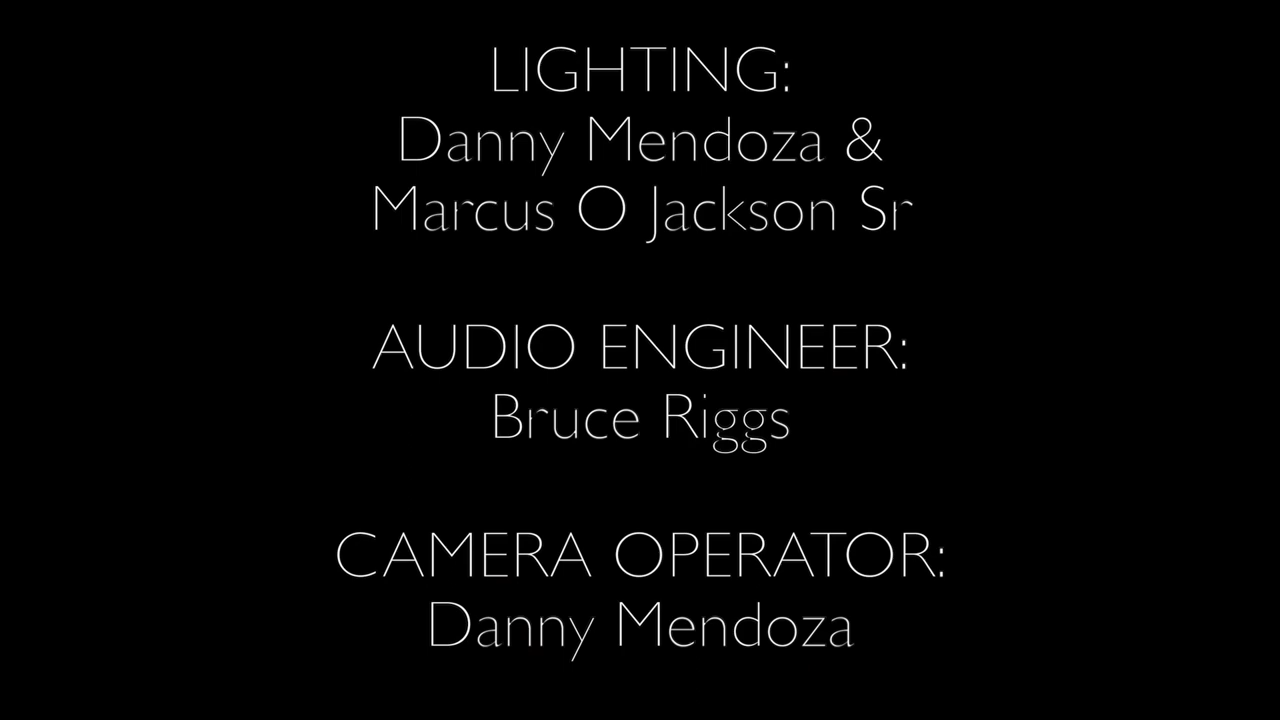 LIGHTING:
Danny Mendoza &
Marcus O Jackson Sr
AUDIO ENGINEER:
Bruce Riggs
CAMERA OPERATOR:
Danny Mendoza